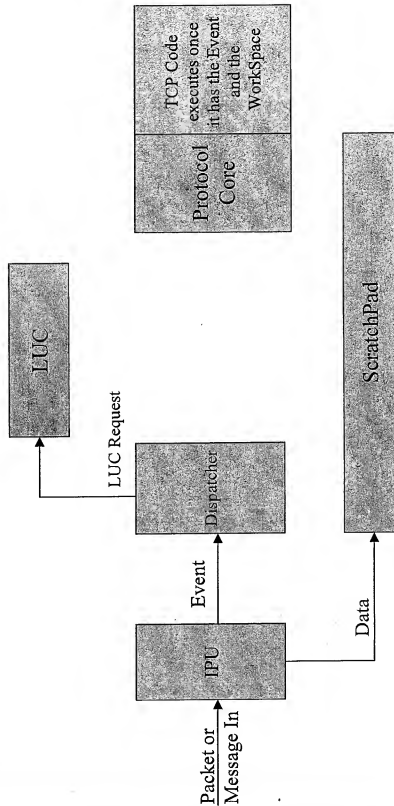 Packet or
Message In
IPU
Event
Data
Dispatcher
LUC Request
LUC
Protocol
Core
TCP Code
executes once
it has the Event
and the
WorkSpace
ScratchPad